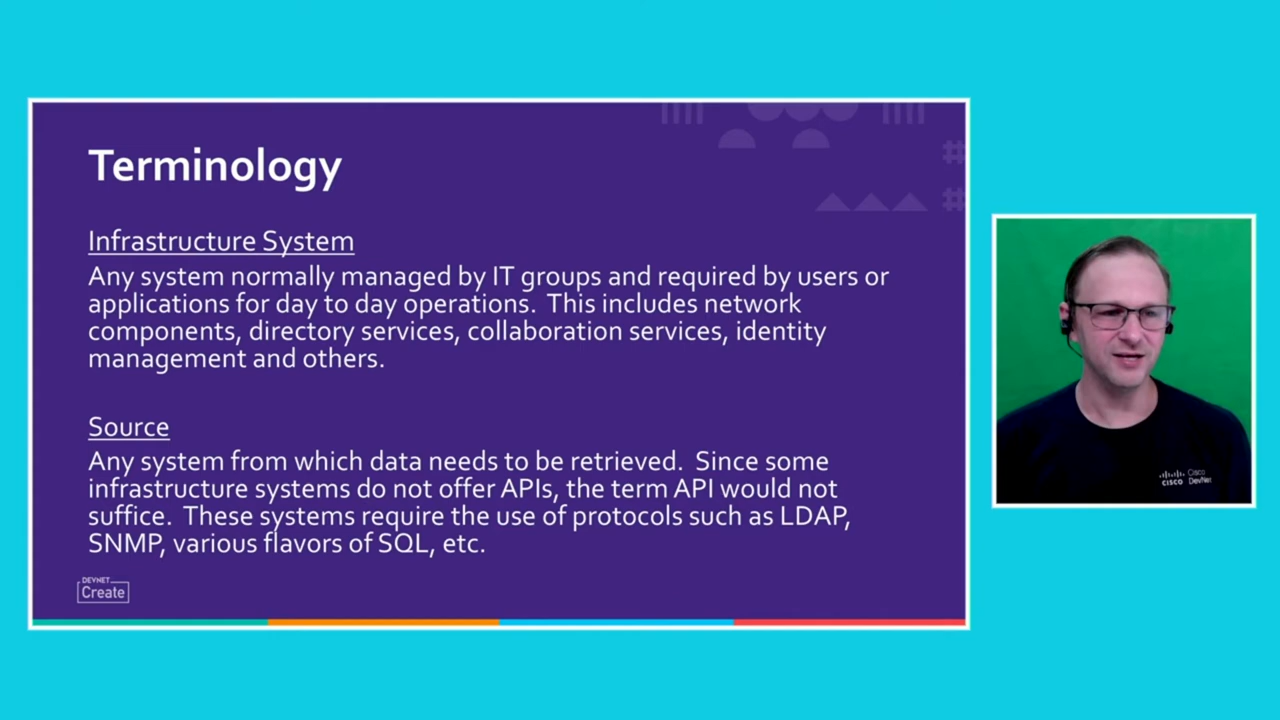 Terminology
Infrastructure System
Any system normally managed by IT groups and required by users or
applications for day to day operations.  This includes network
components, directory services, collaboration services, identity
management and others.
Source
Any system from which data needs to be retrieved.  Since some
infrastructure systems do not offer APIs, the term API would not
suffice.  These systems require the use of protocols such as LDAP,
SNMP, various flavors of SQL, etc.
DEVNET
Create
CISCO
Cisco
DevNet